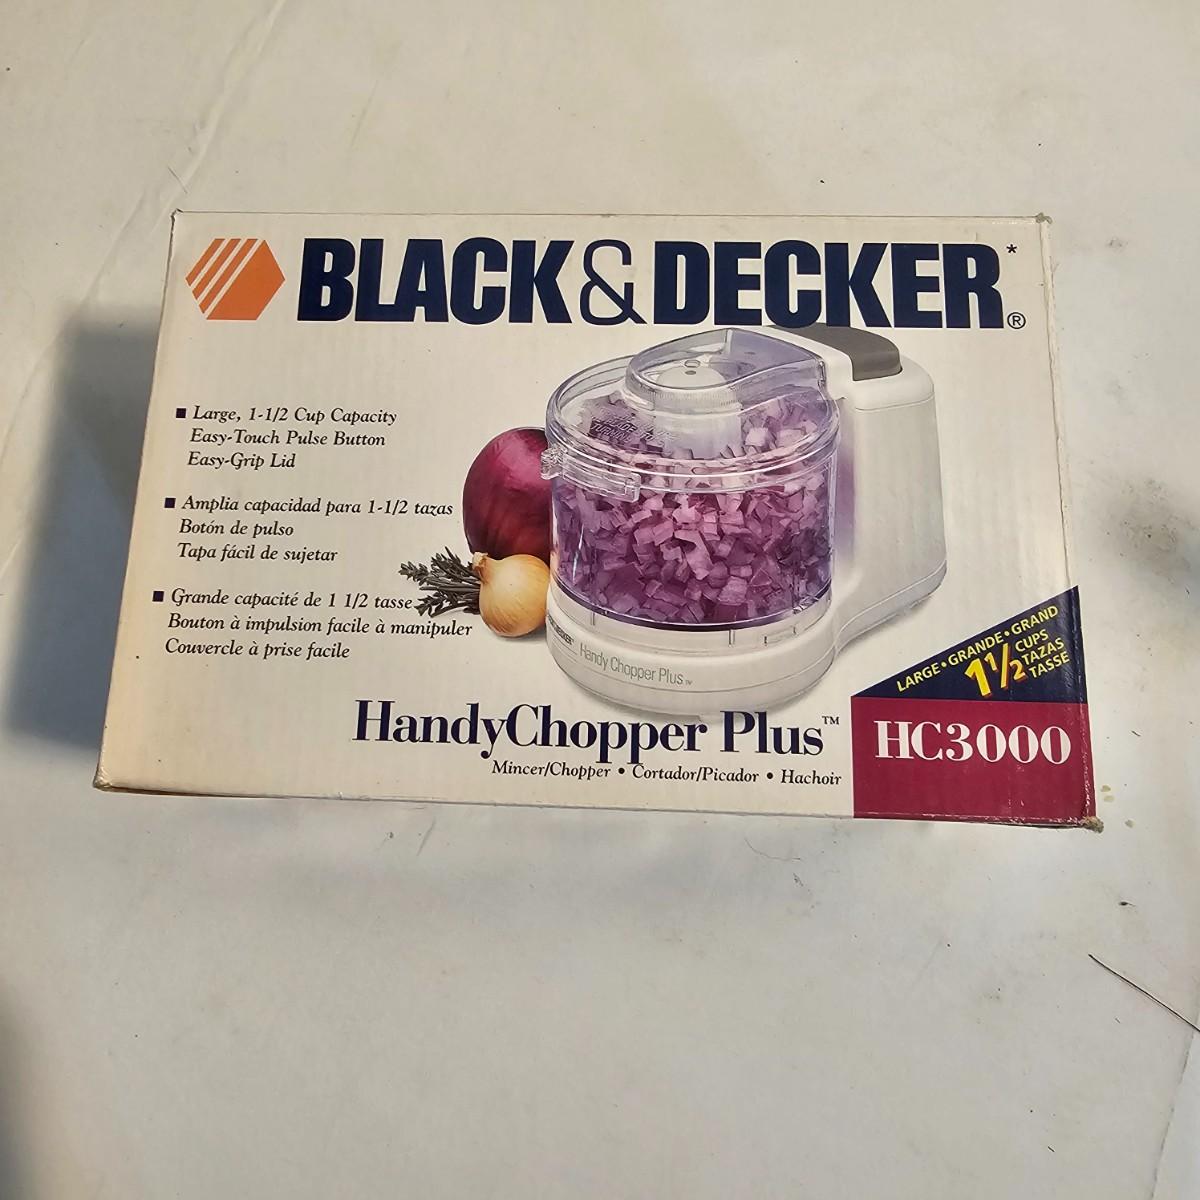 BLACK & DECKER®*
■ Large, 1-1/2 Cup Capacity
Easy-Touch Pulse Button
Easy-Grip Lid
■ Amplia capacidad para 1-1/2 tazas
Botón de pulso
Tapa fácil de sujetar
■ Grande capacité de 1 1/2 tasse
Bouton à impulsion facile à manipuler
Couvercle à prise facile
Handy Chopper Plus™
LARGE • GRANDE • GRAND
1 1/2 CUPS
TAZAS
TASSE
HC3000
HandyChopper Plus™
Mincer/Chopper • Cortador/Picador • Hachoir